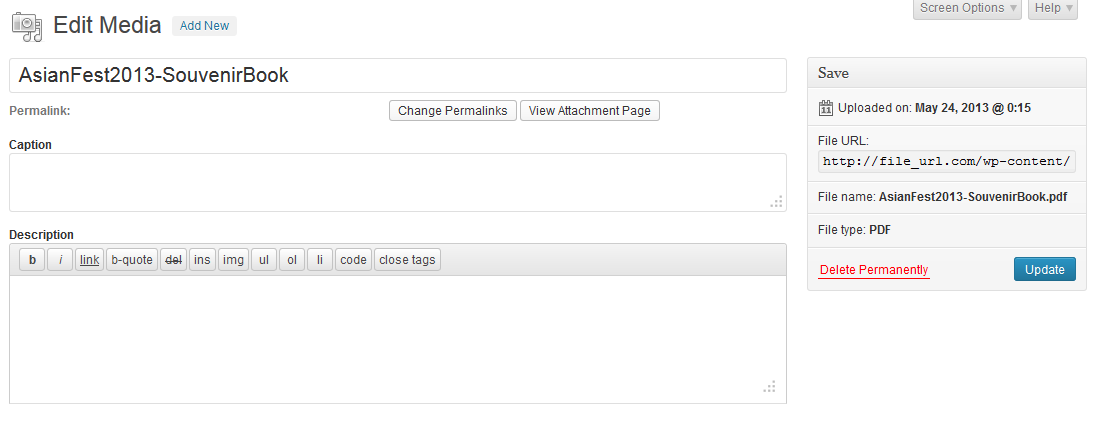 Screen Options Help
Edit Media Add New
AsianFest2013-SouvenirBook
Permalink: Change Permalinks View Attachment Page
Caption
Description
b i link b-quote del ins img ul ol li code close tags
Save
11 Uploaded on: May 24, 2013 @ 0:15
File URL:
http://file_url.com/wp-content/
File name: AsianFest2013-SouvenirBook.pdf
File type: PDF
Delete Permanently Update